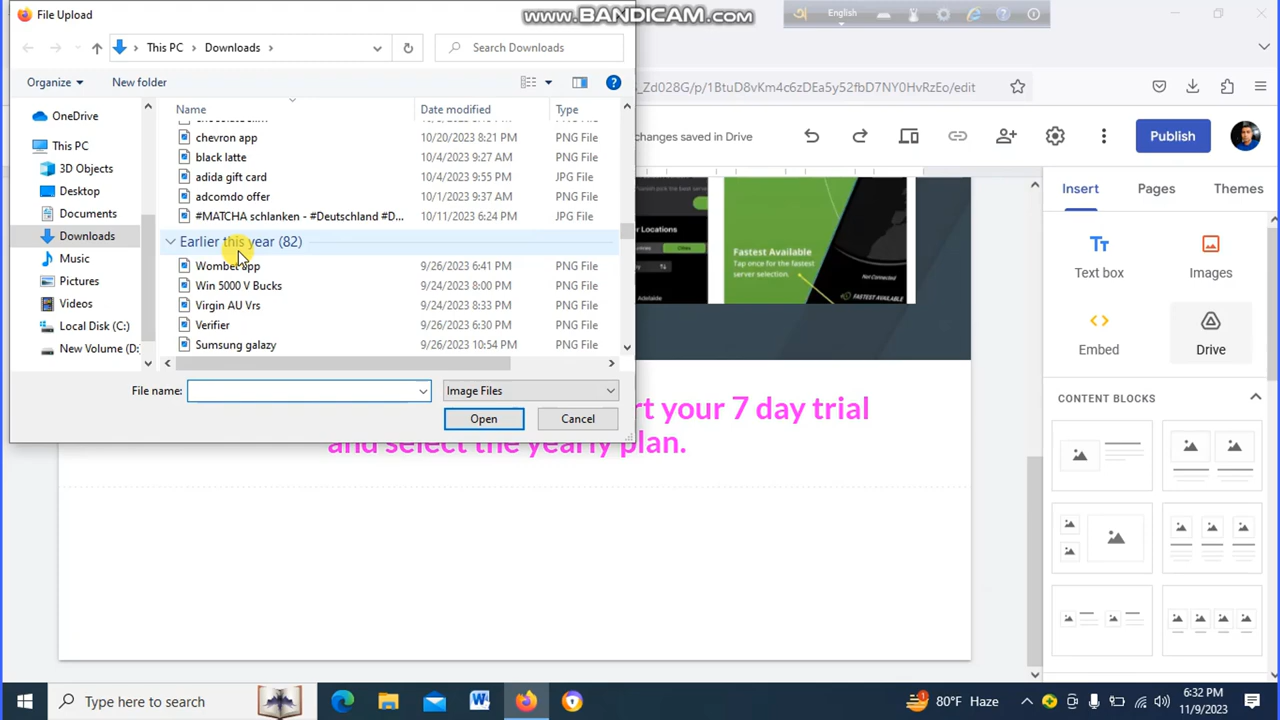 File Upload
www.BANDICAM.com
English
This PC
Downloads
Search Downloads
_Zd028G/p/1BtuD8vKm4c6zDEa5y52fbD7NY0HvRzEo/edit
Organize
New folder
Name
Date modified
Type
OneDrive
This PC
3D Objects
Desktop
Documents
Downloads
Music
Pictures
Videos
Local Disk (C:)
New Volume (D:
chevron app 10/20/2023 8:21 PM PNG File
black latte 10/4/2023 9:27 AM PNG File
adida gift card 10/4/2023 9:55 PM JPG File
adcomdo offer 10/1/2023 9:37 AM PNG File
#MATCHA schlanken - #Deutschland #D... 10/11/2023 6:24 PM JPG File
Earlier this year (82)
Womber app 9/26/2023 6:41 PM PNG File
Win 5000 V Bucks 9/26/2023 8:00 PM PNG File
Virgin AU Vrs 9/26/2023 8:33 PM PNG File
Verifier 9/26/2023 6:30 PM PNG File
Sumsung galazy 9/26/2023 10:54 PM PNG File
File name:
Image Files
Open
Cancel
changes saved in Drive
Publish
Insert
Pages
Themes
Text box
Images
Embed
Drive
CONTENT BLOCKS
Cities
Adelaide
Fastest Available
Tap once for the fastest
server selection.
Not Connected
FASTEST AVAILABLE
rt your 7 day trial
and select the yearly plan.
Type here to search
80°F Haze
6:32 PM
11/9/2023